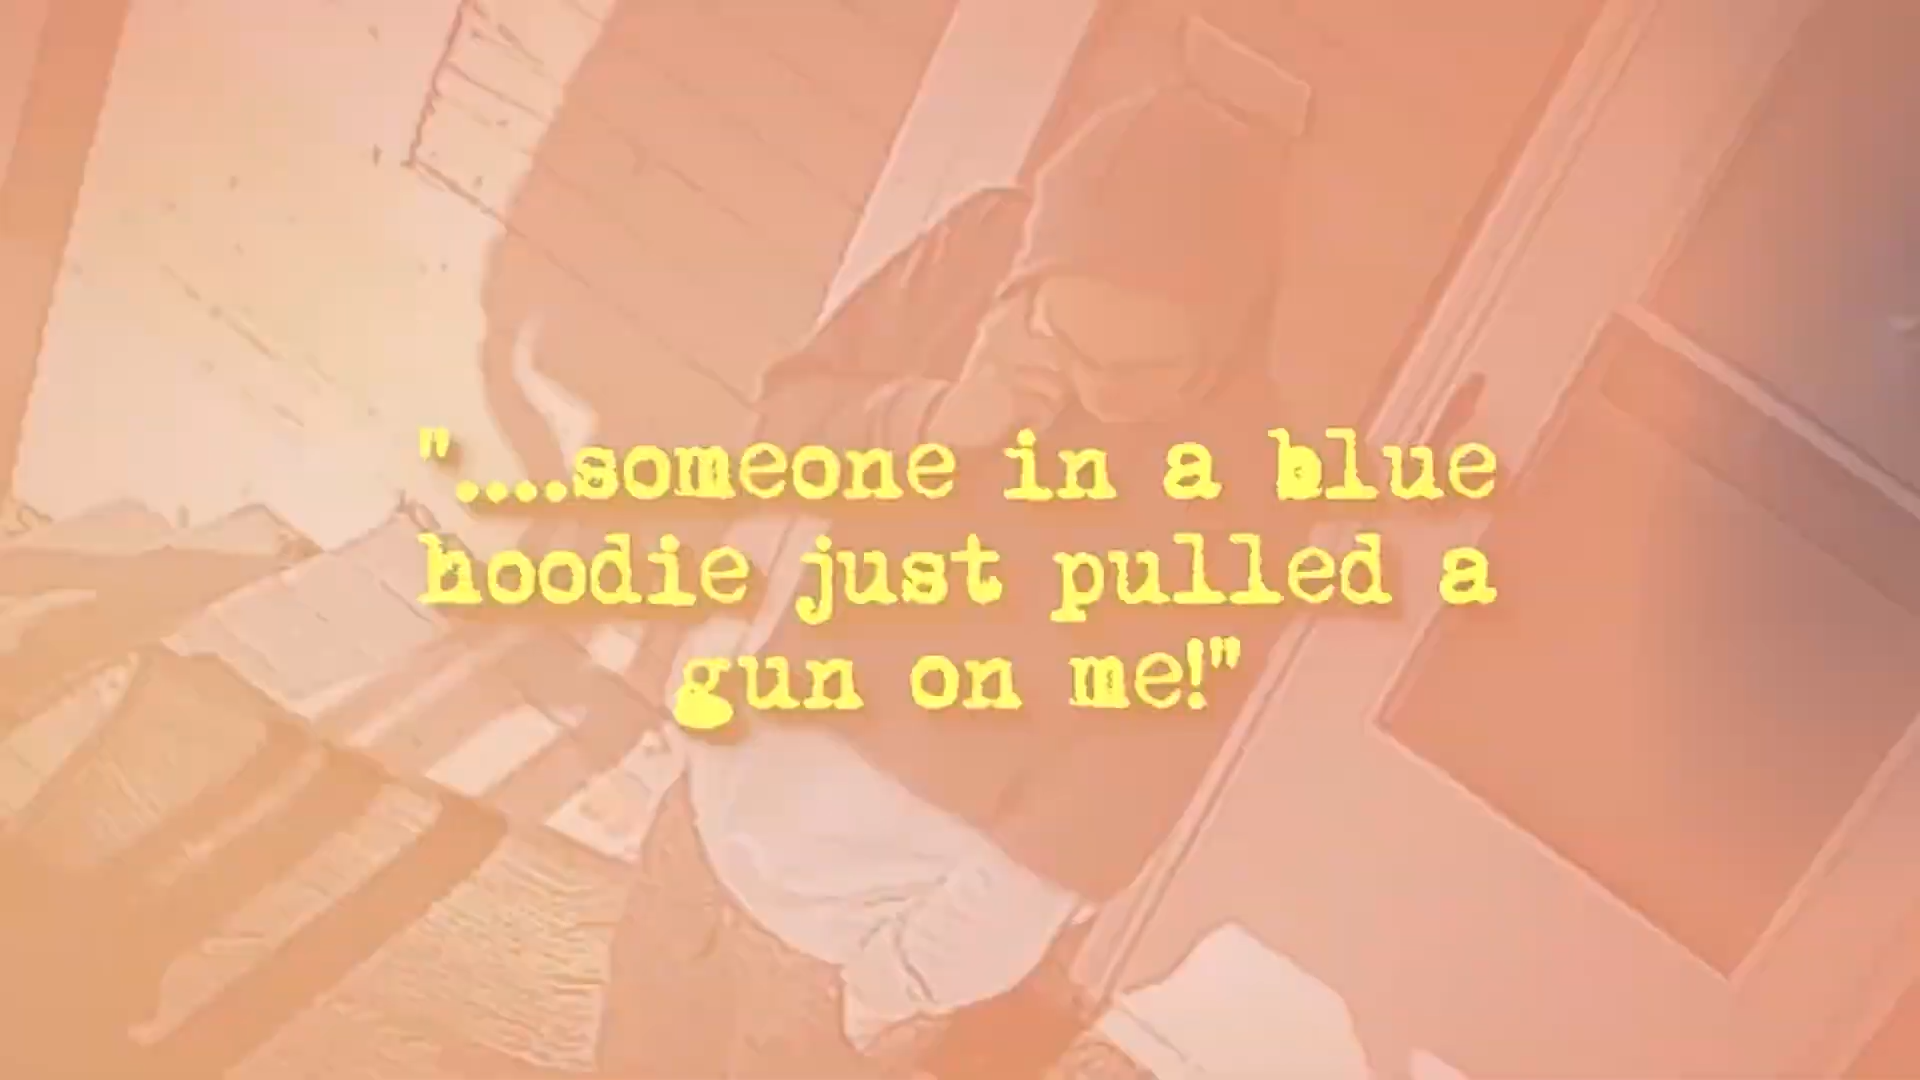 "....someone in a blue
hoodie just pulled a
gun on me!"